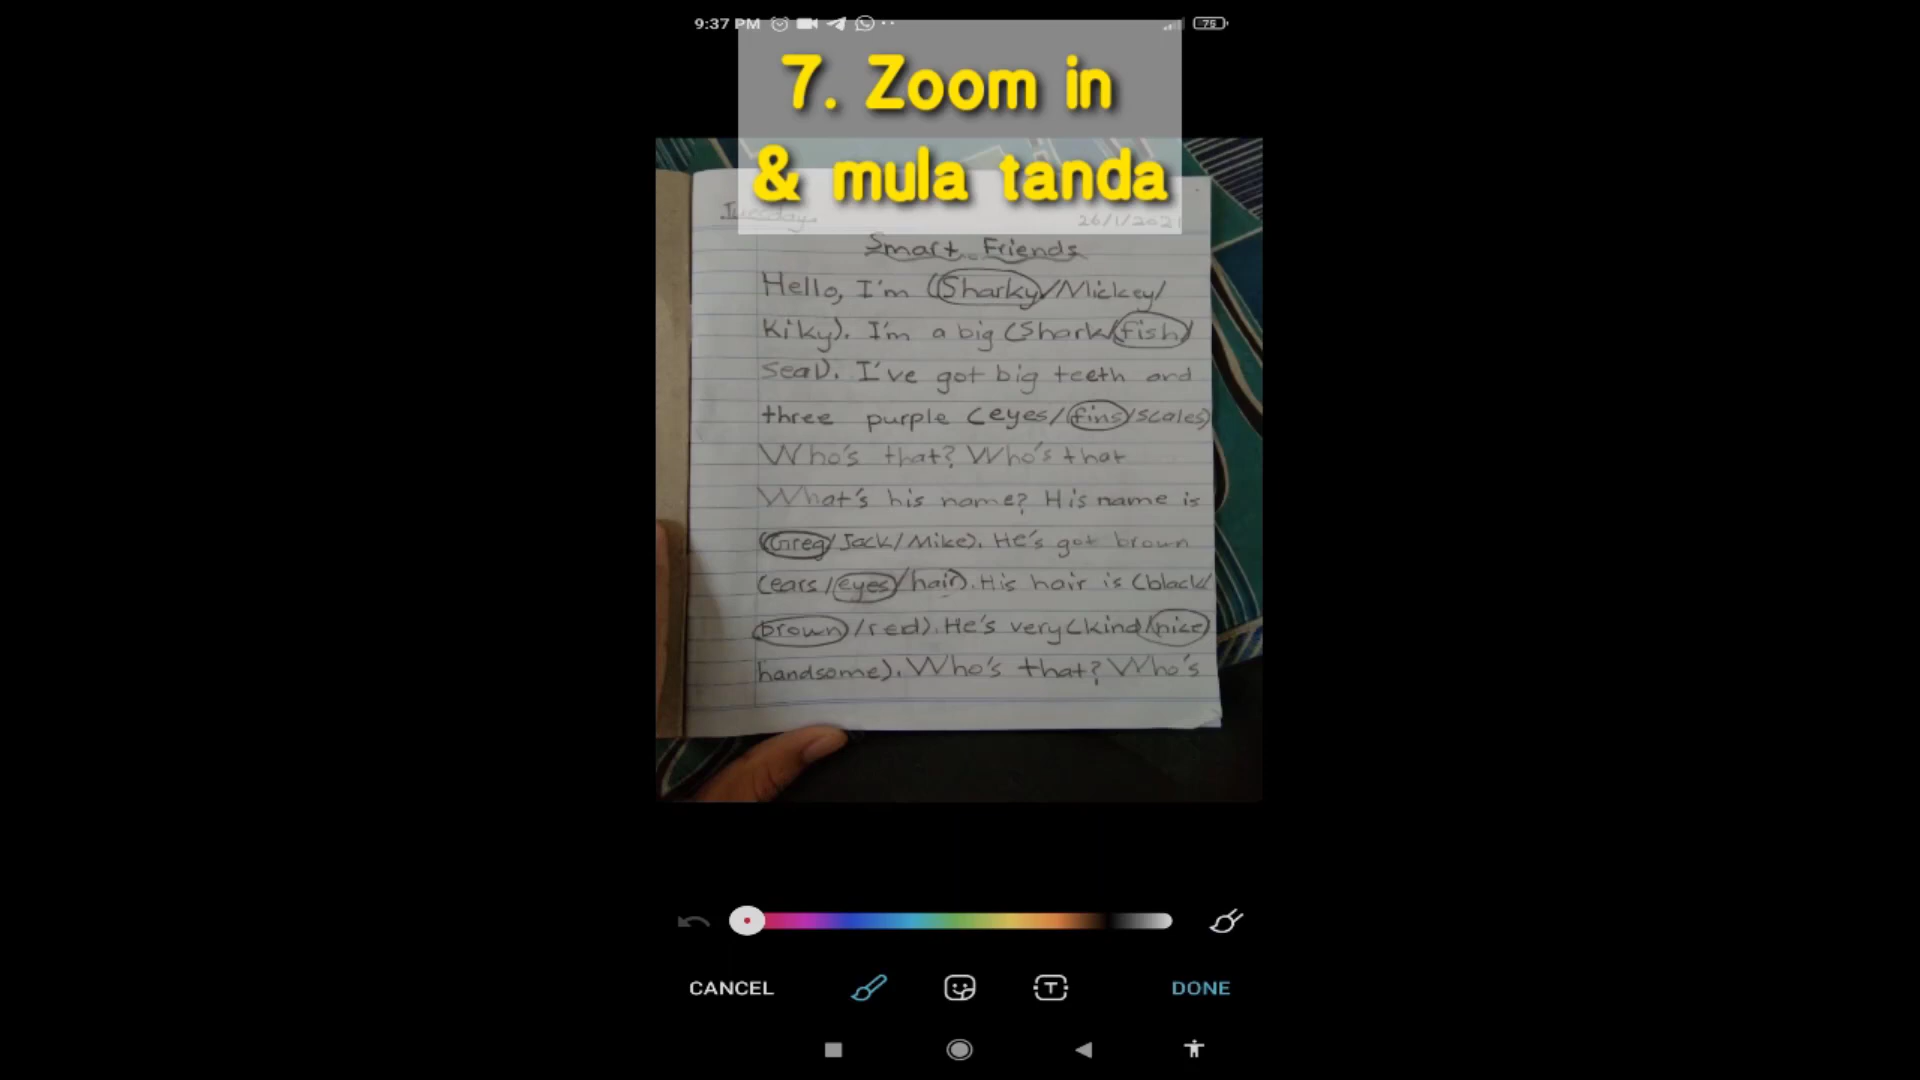 9:37 PM
75
7. Zoom in
& mula tanda
Tuesday
26/1/2021
Smart Friends
Hello, I'm (Sharky/Mickey/
Kiky). I'm a big (Shark/fish/
Seal). I've got big teeth and
three purple (eyes/fins/scales)
Who's that? Who's that
What's his name? His name is
(Greg/Jack/Mike). He's got brown
(ears/eyes/hair). His hair is (black/
brown/red). He's very (kind/nice/
handsome). Who's that? Who's
CANCEL
T
DONE